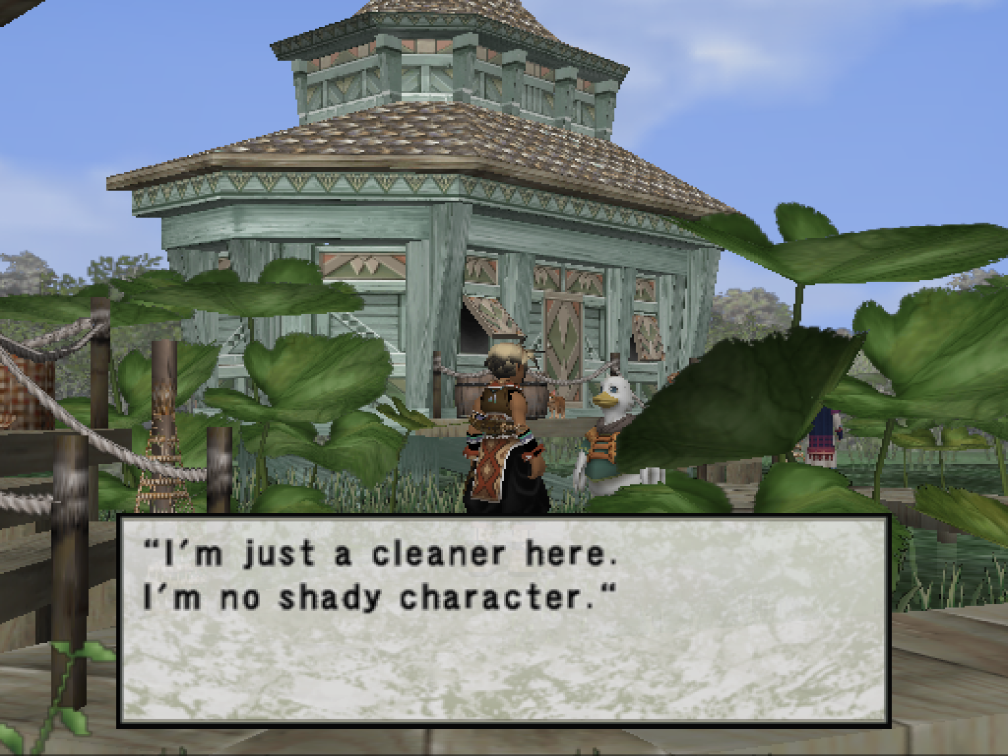 “I’m just a cleaner here.
I’m no shady character.“